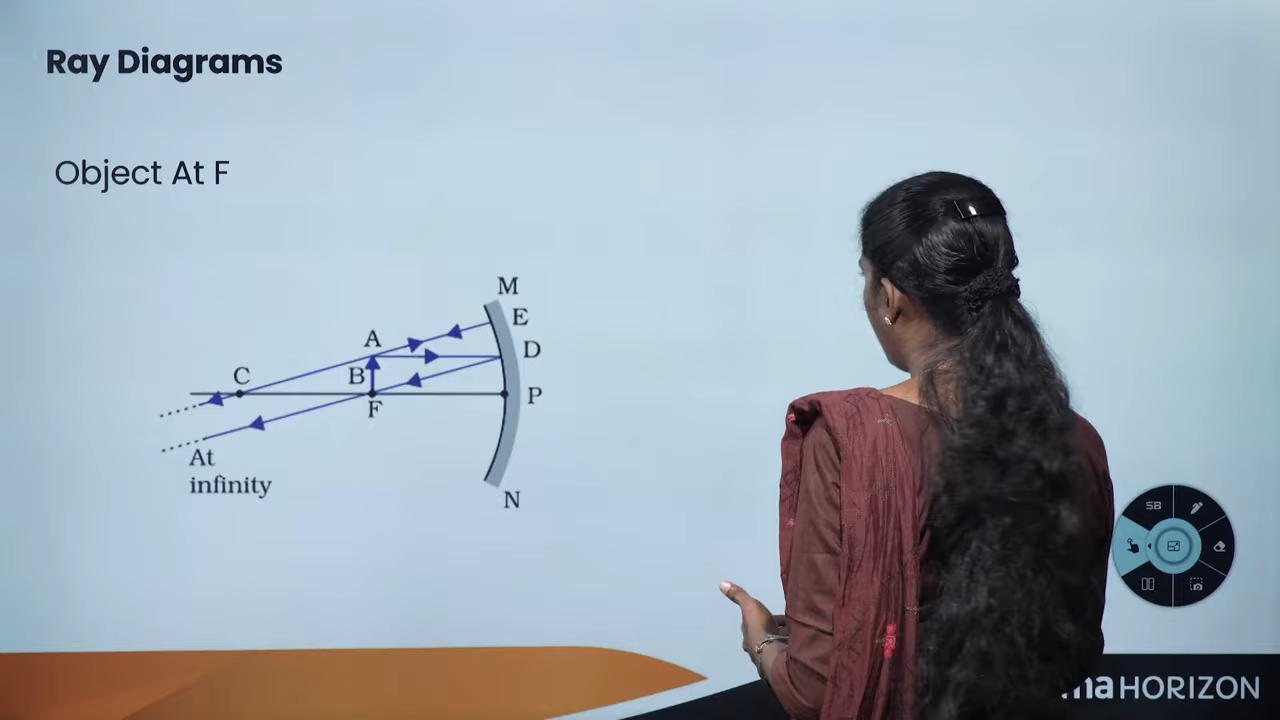 Ray Diagrams
Object At F
M
E
A
D
C
B
P
F
At
infinity
N
SB
HORIZON